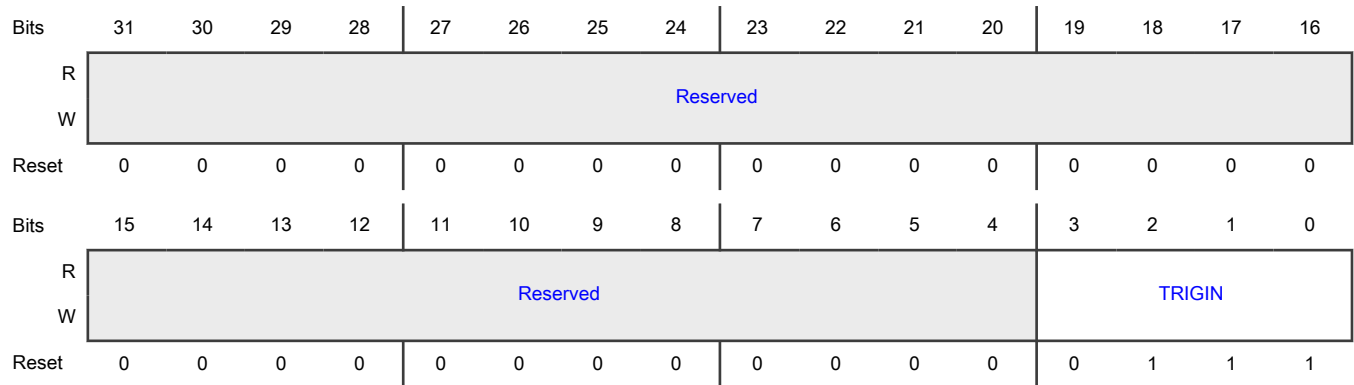 Bits 31 30 29 28 27 26 25 24 23 22 21 20 19 18 17 16
R
Reserved
W
Reset 0 0 0 0 0 0 0 0 0 0 0 0 0 0 0 0
Bits 15 14 13 12 11 10 9 8 7 6 5 4 3 2 1 0
R
Reserved TRIGIN
W
Reset 0 0 0 0 0 0 0 0 0 0 0 0 0 1 1 1